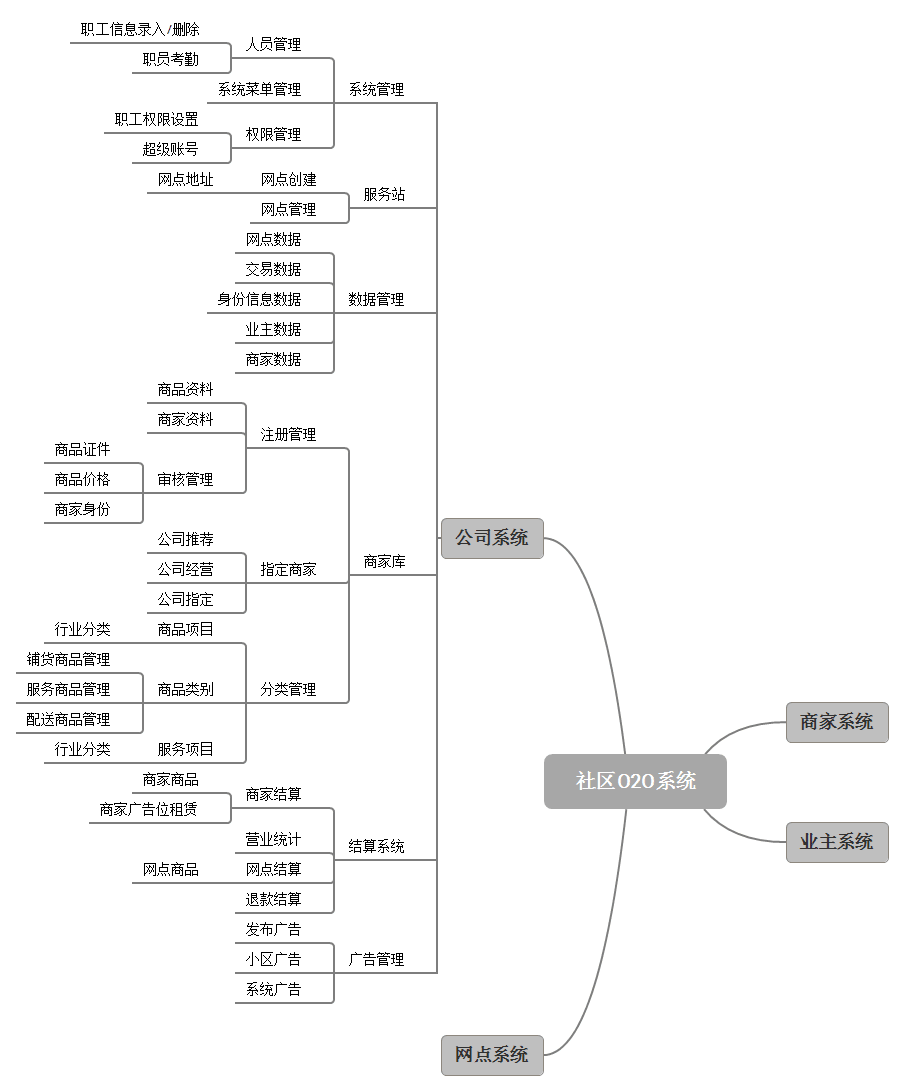 职工信息录入/删除
人员管理
职员考勤
系统菜单管理
系统管理
职工权限设置
权限管理
超级账号
网点地址
网点创建
服务站
网点管理
网点数据
交易数据
身份信息数据
数据管理
业主数据
商家数据
商品资料
商家资料
注册管理
商品证件
商品价格
审核管理
商家身份
公司系统
公司推荐
商家库
公司经营
指定商家
公司指定
行业分类
商品项目
铺货商品管理
服务商品管理
商品类别
分类管理
配送商品管理
商家系统
行业分类
服务项目
社区O2O系统
商家商品
商家结算
商家广告位租赁
营业统计
结算系统
业主系统
网点商品
网点结算
退款结算
发布广告
小区广告
广告管理
系统广告
网点系统